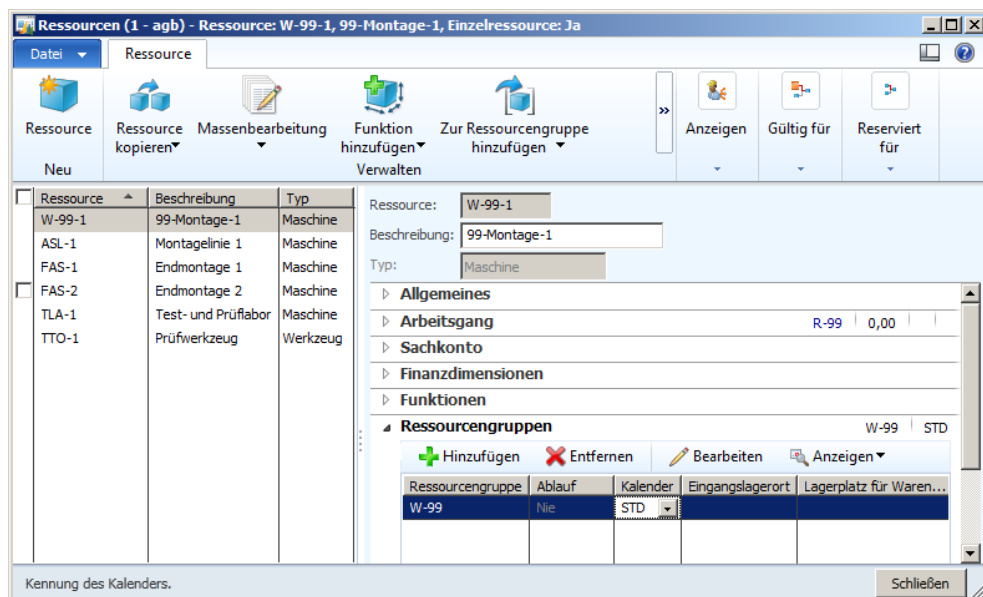 Ressourcen (1 - agb) - Ressource: W-99-1, 99-Montage-1, Einzelressource: Ja
Datei Ressource
Ressource
Ressource kopieren
Massenbearbeitung
Funktion hinzufügen
Zur Ressourcengruppe hinzufügen
»
Anzeigen
Gültig für
Reserviert für
Neu
Verwalten
Ressource Beschreibung Typ
W-99-1 99-Montage-1 Maschine
ASL-1 Montagelinie 1 Maschine
FAS-1 Endmontage 1 Maschine
FAS-2 Endmontage 2 Maschine
TLA-1 Test- und Prüflabor Maschine
TTO-1 Prüfwerkzeug Werkzeug
Ressource: W-99-1
Beschreibung: 99-Montage-1
Typ: Maschine
Allgemeines
Arbeitsgang R-99 0,00
Sachkonto
Finanzdimensionen
Funktionen
Ressourcengruppen W-99 STD
Hinzufügen Entfernen Bearbeiten Anzeigen
Ressourcengruppe Ablauf Kalender Eingangslagerort Lagerplatz für Waren...
W-99 Nie STD
Kennung des Kalenders. Schließen